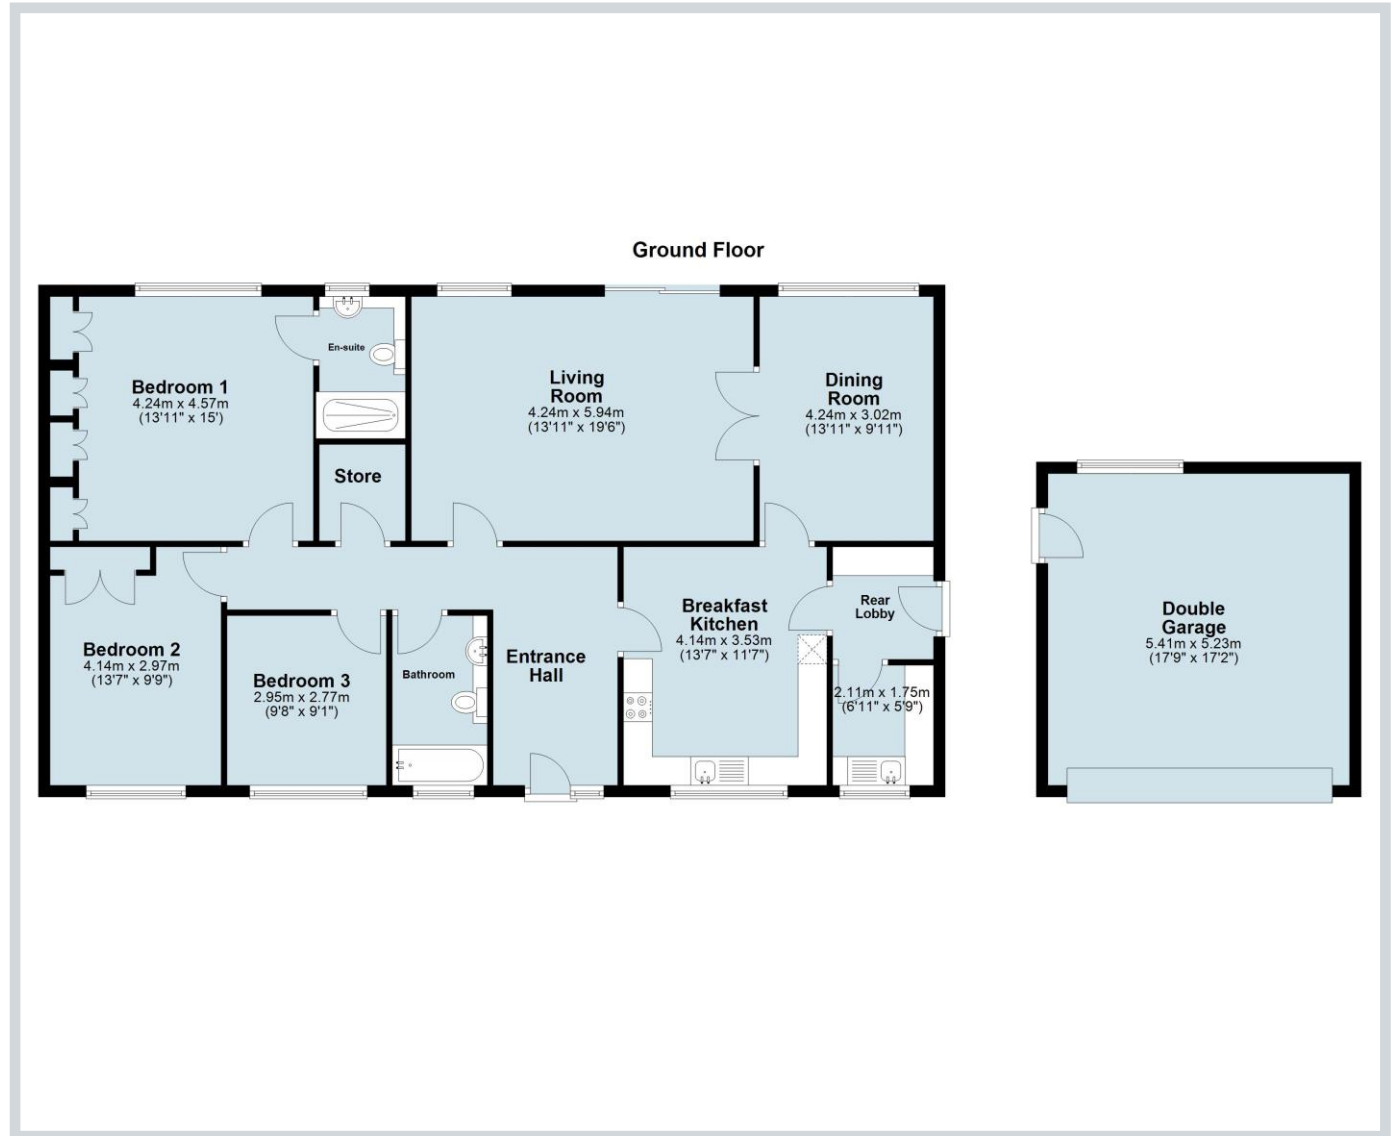 Ground Floor
Bedroom 1
4.24m x 4.57m
(13'11" x 15')
En-suite
Living
Room
4.24m x 5.94m
(13'11" x 19'6")
Dining
Room
4.24m x 3.02m
(13'11" x 9'11")
Store
Bedroom 2
4.14m x 2.97m
(13'7" x 9'9")
Bedroom 3
2.95m x 2.77m
(9'8" x 9'1")
Bathroom
Entrance
Hall
Breakfast
Kitchen
4.14m x 3.53m
(13'7" x 11'7")
Rear
Lobby
2.11m x 1.75m
(6'11" x 5'9")
Double
Garage
5.41m x 5.23m
(17'9" x 17'2")